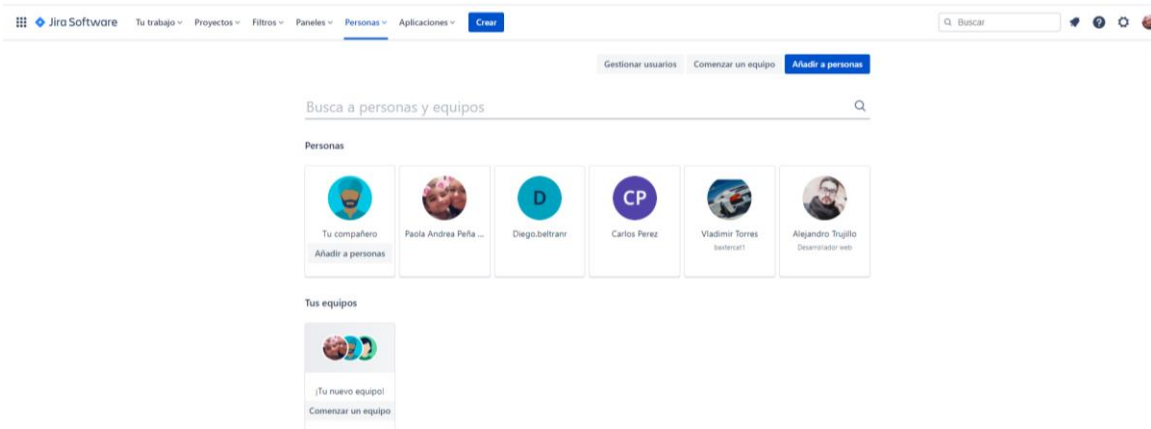 Jira Software Tu trabajo Proyectos Filtros Paneles Personas Aplicaciones Crear Buscar
Gestionar usuarios Comenzar un equipo Añadir a personas
Busca a personas y equipos
Personas
D CP
Tu compañero Paola Andrea Peña ... Diego.beltranr Carlos Perez Vladimir Torres Alejandro Trujillo
Añadir a personas baxtercat1 Desarrolador web
Tus equipos
¡Tu nuevo equipo!
Comenzar un equipo